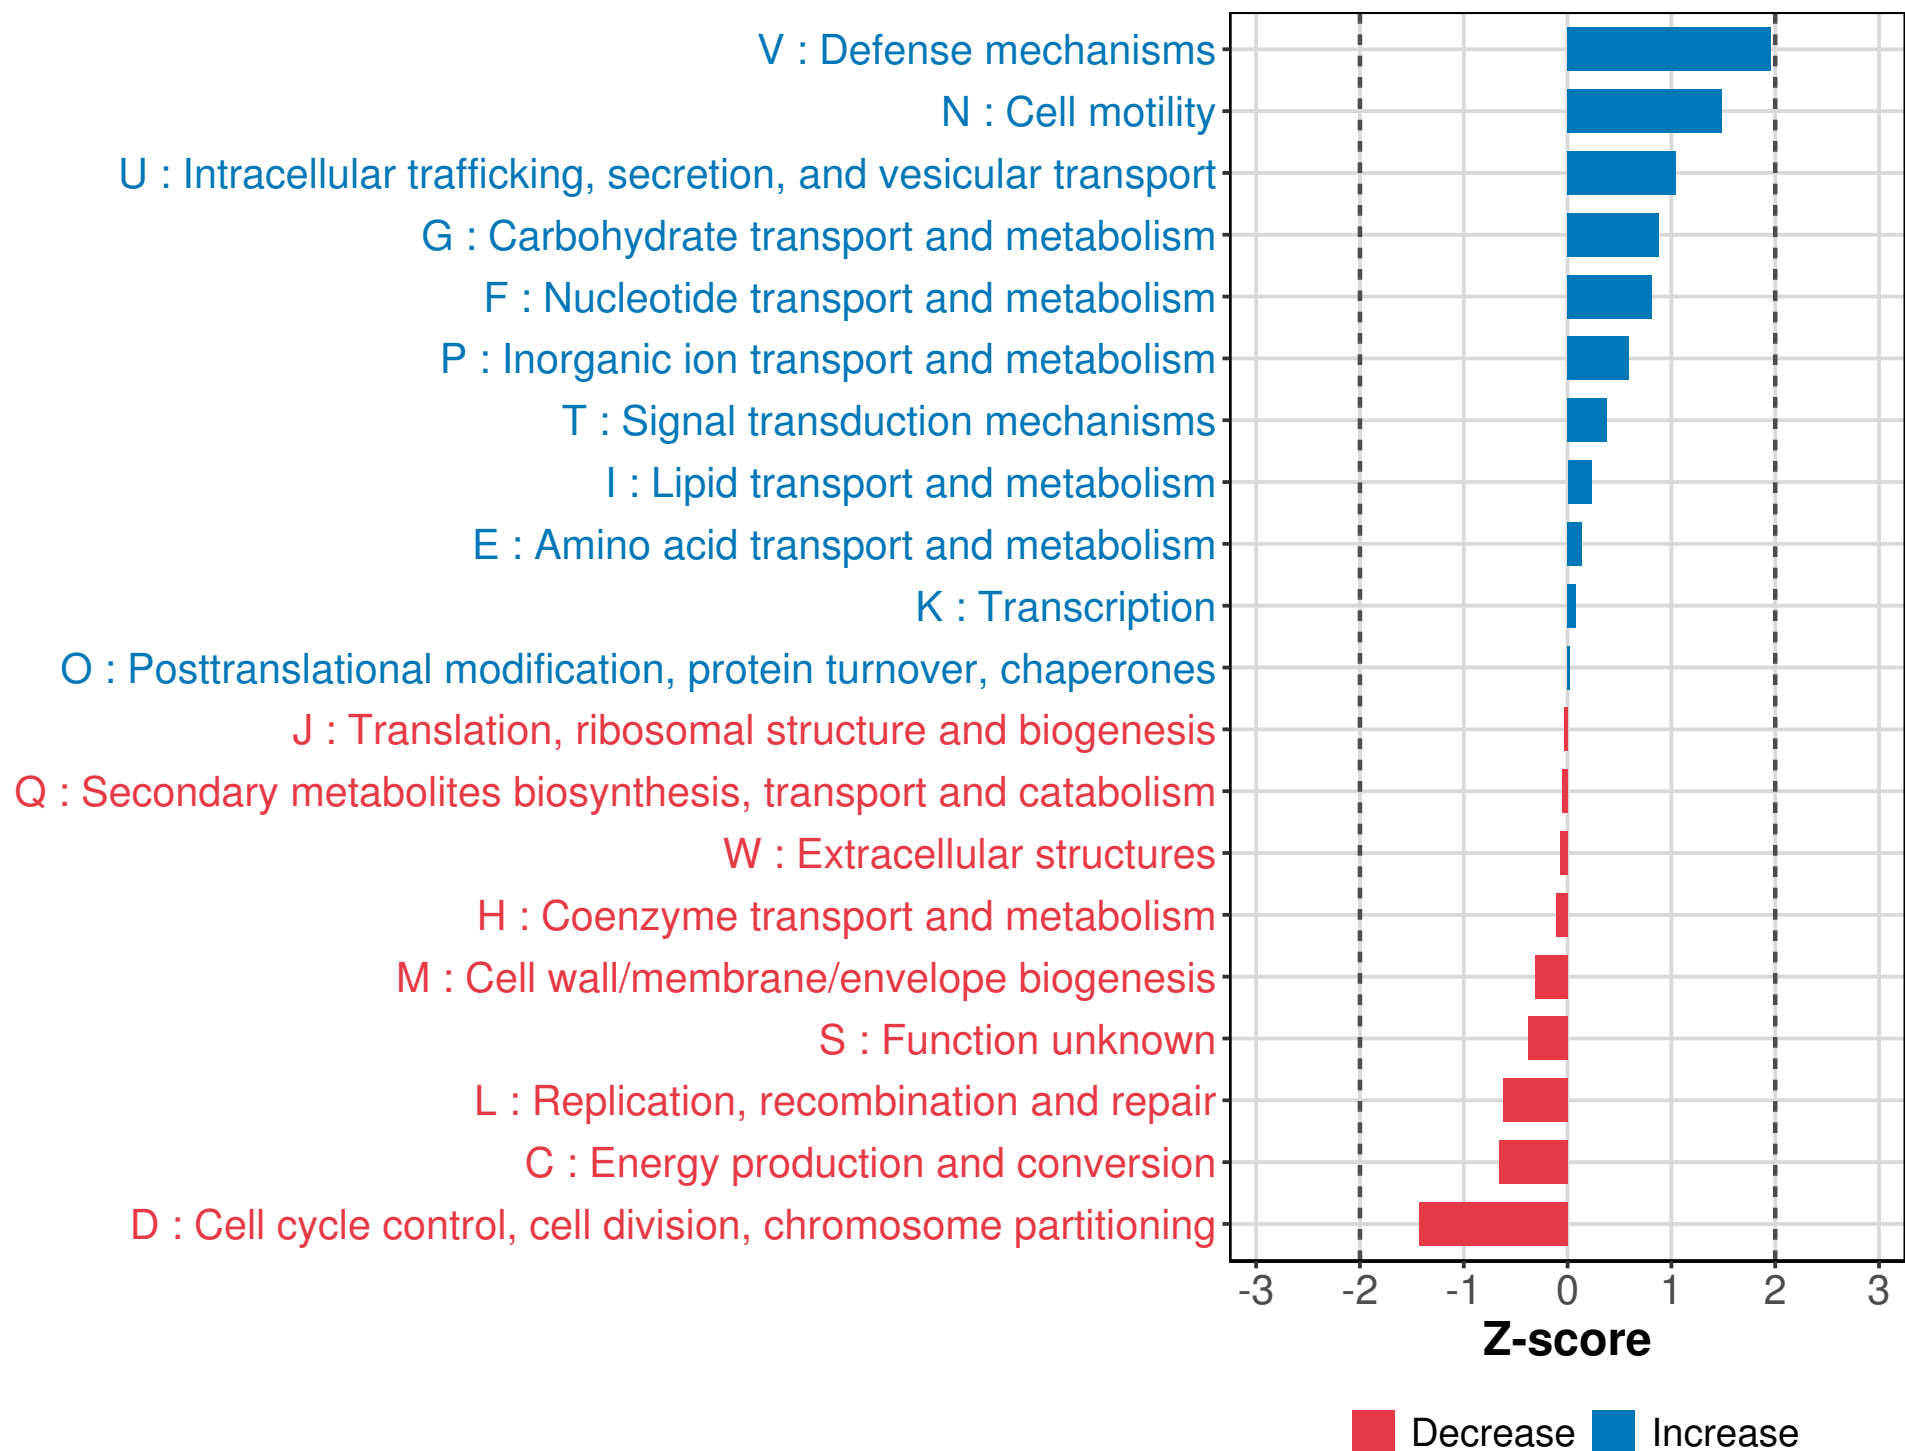 V : Defense mechanisms
N : Cell motility
U : Intracellular trafficking, secretion, and vesicular transport
G : Carbohydrate transport and metabolism
F : Nucleotide transport and metabolism
P : Inorganic ion transport and metabolism
T : Signal transduction mechanisms
I : Lipid transport and metabolism
E : Amino acid transport and metabolism
K : Transcription
O : Posttranslational modification, protein turnover, chaperones
J : Translation, ribosomal structure and biogenesis
Q : Secondary metabolites biosynthesis, transport and catabolism
W : Extracellular structures
H : Coenzyme transport and metabolism
M : Cell wall/membrane/envelope biogenesis
S : Function unknown
L : Replication, recombination and repair
C : Energy production and conversion
D : Cell cycle control, cell division, chromosome partitioning
-3 -2 -1 0 1 2 3
Z-score
Decrease Increase